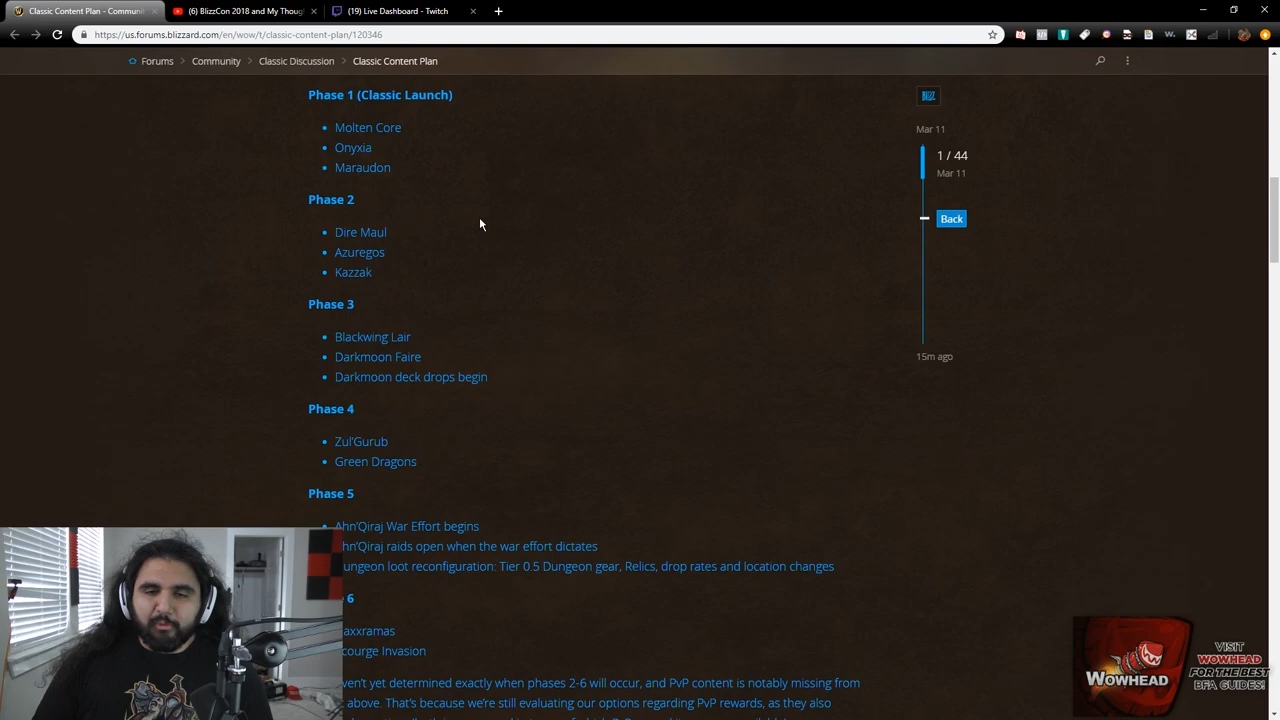 Classic Content Plan - Communit
(6) BlizzCon 2018 and My Thoug
(19) Live Dashboard - Twitch
https://us.forums.blizzard.com/en/wow/t/classic-content-plan/120346
Forums > Community > Classic Discussion > Classic Content Plan
Phase 1 (Classic Launch)
Molten Core
Onyxia
Maraudon
Phase 2
Dire Maul
Azuregos
Kazzak
Phase 3
Blackwing Lair
Darkmoon Faire
Darkmoon deck drops begin
Phase 4
Zul'Gurub
Green Dragons
Phase 5
Ahn'Qiraj War Effort begins
hn'Qiraj raids open when the war effort dictates
ungeon loot reconfiguration: Tier 0.5 Dungeon gear, Relics, drop rates and location changes
e 6
axxramas
courge Invasion
ven't yet determined exactly when phases 2-6 will occur, and PvP content is notably missing from
above. That's because we're still evaluating our options regarding PvP rewards, as they also
BLIZZ
Mar 11
1 / 44
Mar 11
Back
15m ago
WOWHEAD
VISIT
WOWHEAD
FOR THE BEST
BFA GUIDES!